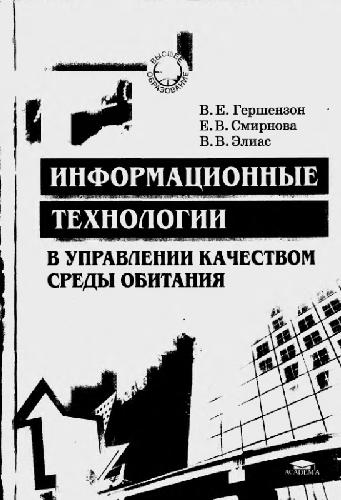 ВЫСШЕЕ
ОБРАЗОВАНИЕ
В. Е. Гершензон
Е. В. Смирнова
В. В. Элиас
ИНФОРМАЦИОННЫЕ
ТЕХНОЛОГИИ
В УПРАВЛЕНИИ КАЧЕСТВОМ
СРЕДЫ ОБИТАНИЯ
ACADEMA